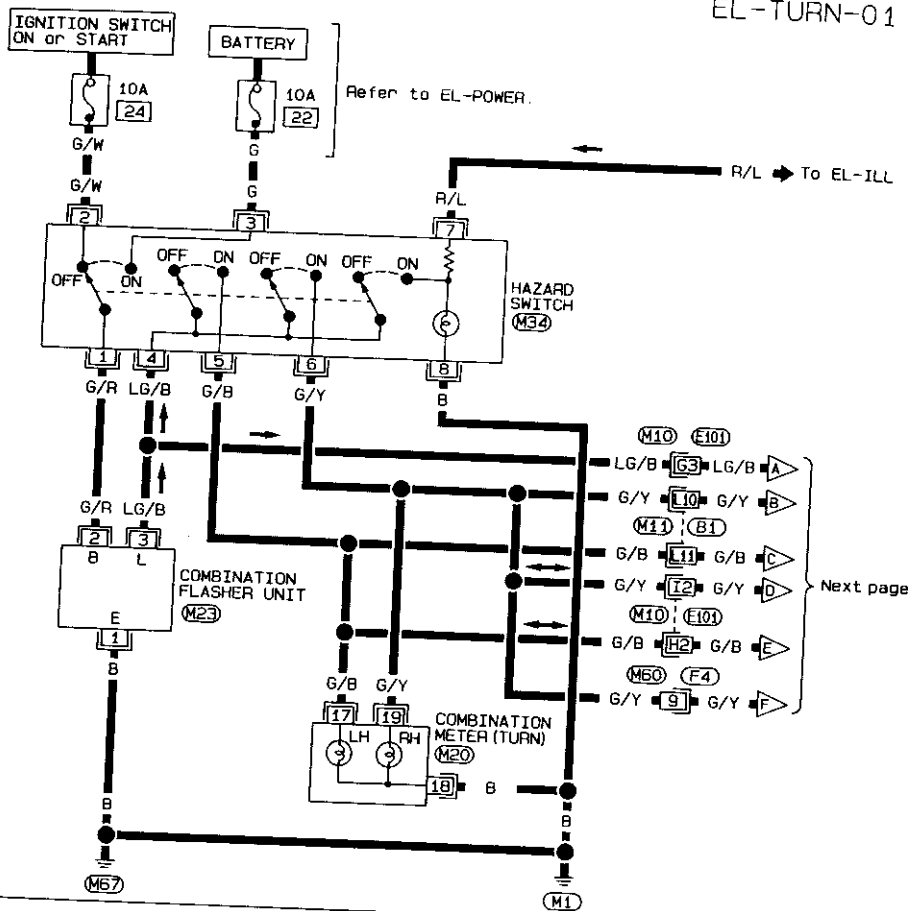 EL-TURN-01
IGNITION SWITCH
ON or START
BATTERY
10A
24
10A
22
Refer to EL-POWER.
G/W
G
G/W
G
R/L
R/L
To EL-ILL
2
3
7
OFF
ON
OFF
ON
OFF
ON
OFF
ON
HAZARD
SWITCH
M34
1
4
5
6
8
G/R
LG/B
G/B
G/Y
B
M10
E101
LG/B
G3
LG/B
A
G/Y
L10
G/Y
B
M11
B1
G/B
L11
G/B
C
G/Y
I2
G/Y
D
Next page
M10
E101
G/B
H2
G/B
E
M60
F4
G/Y
9
G/Y
F
G/R
LG/B
2
3
B
L
COMBINATION
FLASHER UNIT
M23
E
1
B
G/B
G/Y
17
19
LH
RH
COMBINATION
METER (TURN)
M20
18
B
B
B
M67
M1